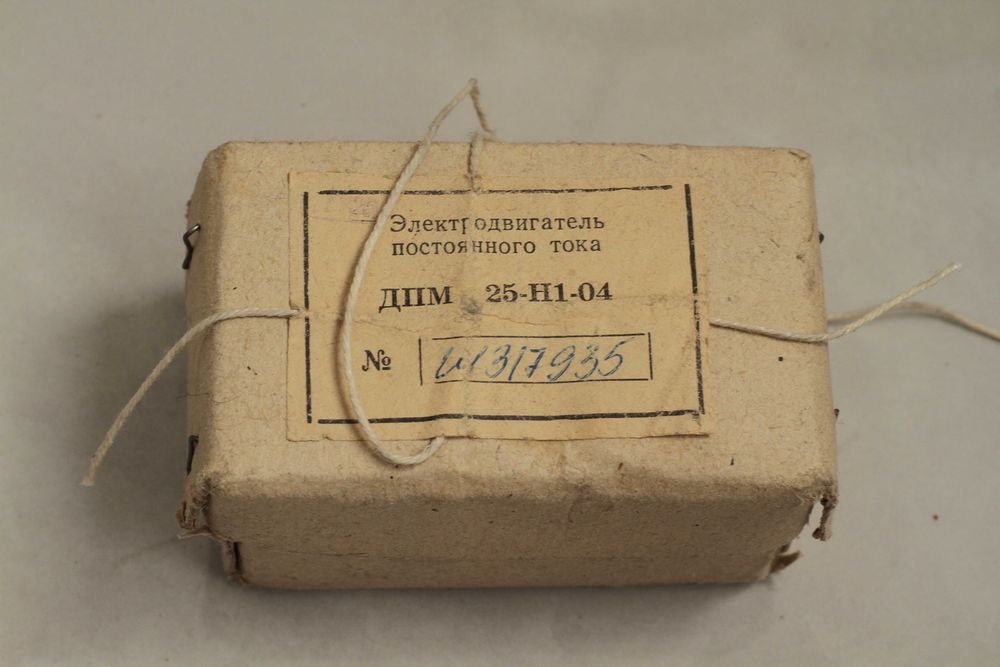 Электродвигатель
постоянного тока
ДПМ 25-Н1-04
№ Ш317935